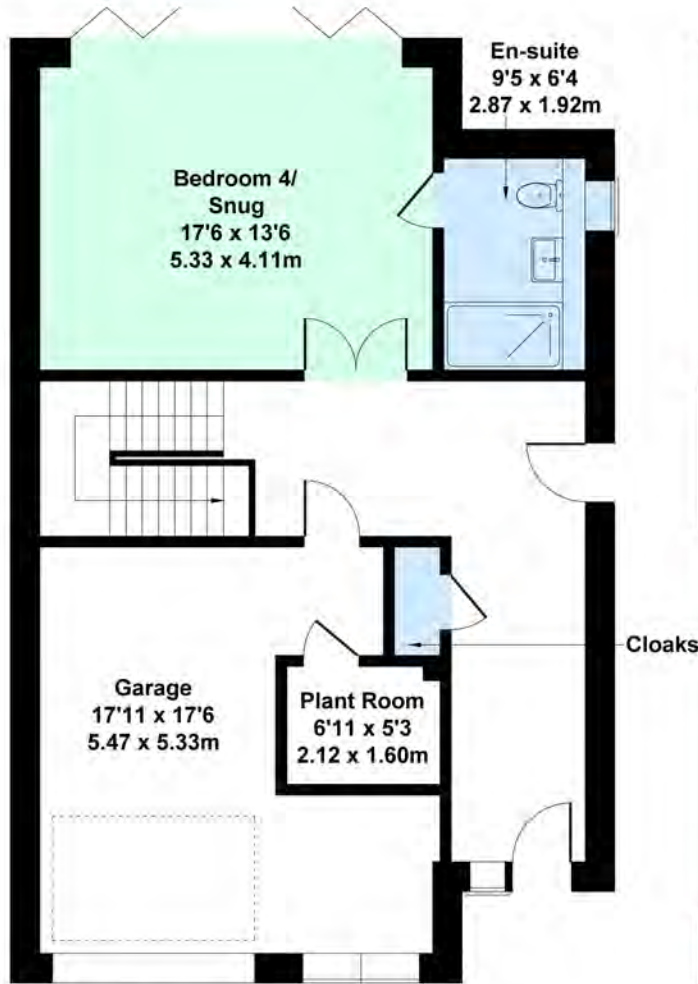 En-suite
9'5 x 6'4
2.87 x 1.92m
Bedroom 4/
Snug
17'6 x 13'6
5.33 x 4.11m
Cloaks
Garage
17'11 x 17'6
5.47 x 5.33m
Plant Room
6'11 x 5'3
2.12 x 1.60m